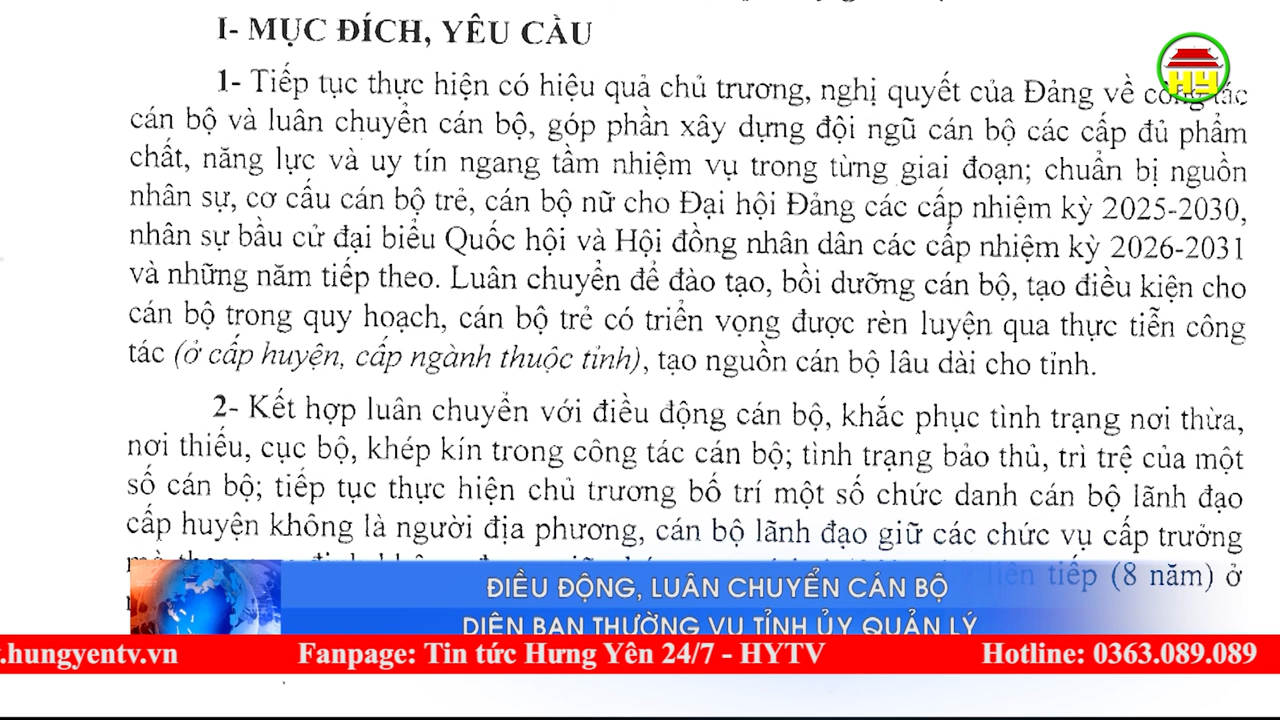 I- MỤC ĐÍCH, YÊU CẦU
HY
1- Tiếp tục thực hiện có hiệu quả chủ trương, nghị quyết của Đảng về công tác
cán bộ và luân chuyển cán bộ, góp phần xây dựng đội ngũ cán bộ các cấp đủ phẩm
chất, năng lực và uy tín ngang tầm nhiệm vụ trong từng giai đoạn; chuẩn bị nguồn
nhân sự, cơ cấu cán bộ trẻ, cán bộ nữ cho Đại hội Đảng các cấp nhiệm kỳ 2025-2030,
nhân sự bầu cử đại biểu Quốc hội và Hội đồng nhân dân các cấp nhiệm kỳ 2026-2031
và những năm tiếp theo. Luân chuyển để đào tạo, bồi dưỡng cán bộ, tạo điều kiện cho
cán bộ trong quy hoạch, cán bộ trẻ có triển vọng được rèn luyện qua thực tiễn công
tác (ở cấp huyện, cấp ngành thuộc tỉnh), tạo nguồn cán bộ lâu dài cho tỉnh.
2- Kết hợp luân chuyển với điều động cán bộ, khắc phục tình trạng nơi thừa,
nơi thiếu, cục bộ, khép kín trong công tác cán bộ; tình trạng bảo thủ, trì trệ của một
số cán bộ; tiếp tục thực hiện chủ trương bố trí một số chức danh cán bộ lãnh đạo
cấp huyện không là người địa phương, cán bộ lãnh đạo giữ các chức vụ cấp trưởng
liên tiếp (8 năm) ở
ĐIỀU ĐỘNG, LUÂN CHUYỂN CÁN BỘ
DIỆN BAN THƯỜNG VỤ TỈNH ỦY QUẢN LÝ
.hungyentv.vn Fanpage: Tin tức Hưng Yên 24/7 - HYTV Hotline: 0363.089.089